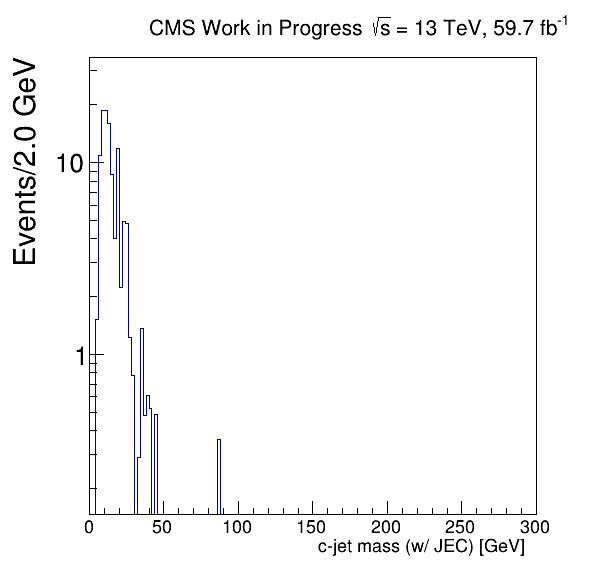 CMS Work in Progress √s = 13 TeV, 59.7 fb⁻¹
Events/2.0 GeV
10
1
0 50 100 150 200 250 300
c-jet mass (w/ JEC) [GeV]